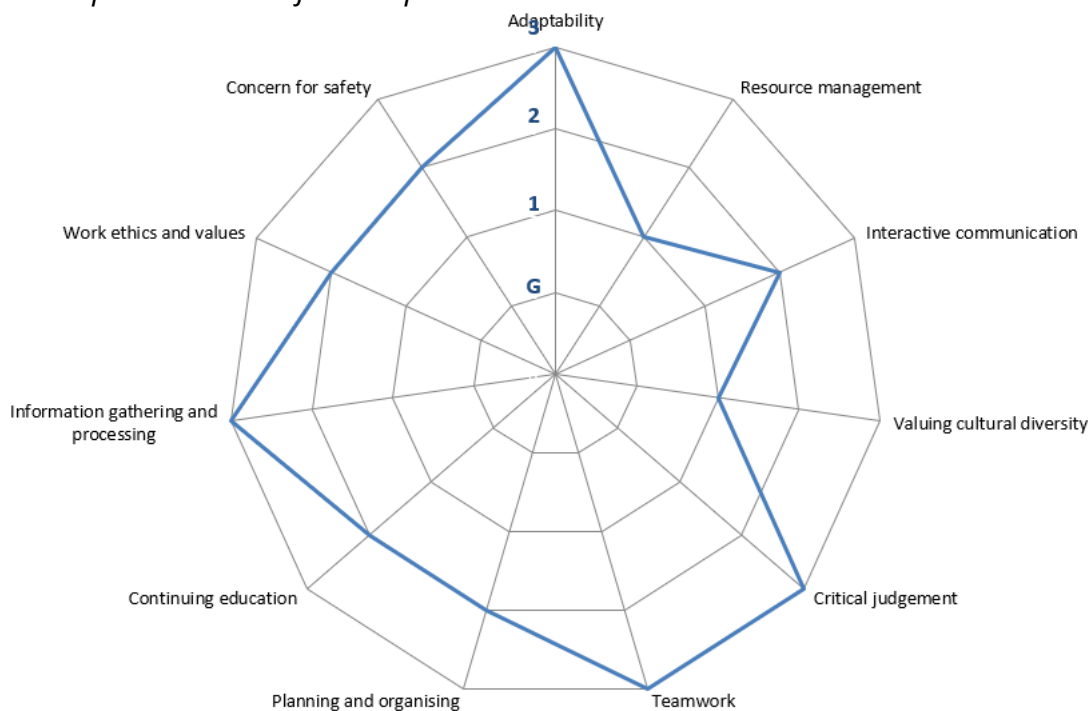 Adaptability
3
Concern for safety
Resource management
2
1
Work ethics and values
Interactive communication
G
Information gathering and
processing
Valuing cultural diversity
Continuing education
Critical judgement
Planning and organising
Teamwork